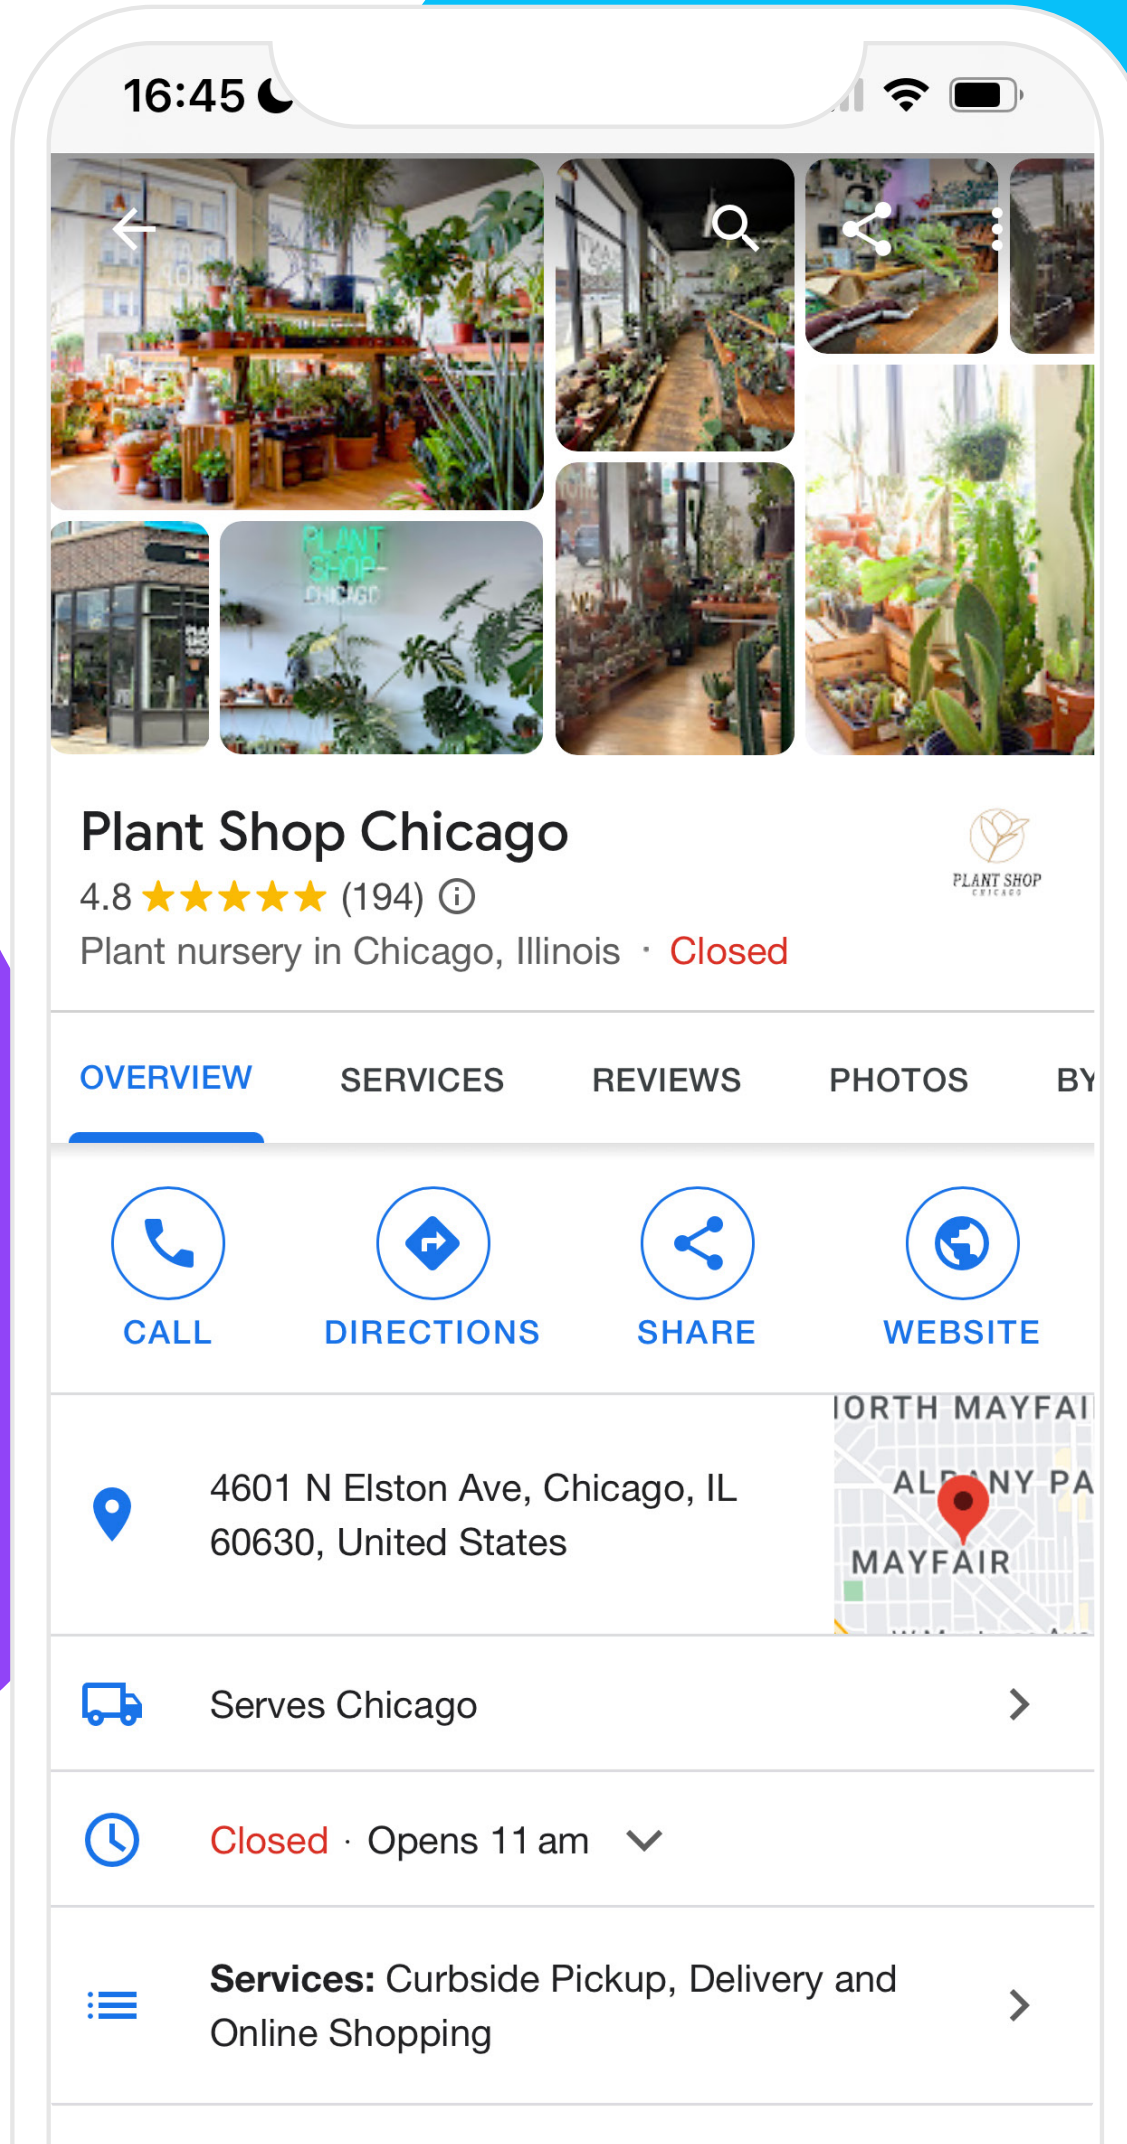 16:45
PLANT
SHOP-
CHICAGO
Plant Shop Chicago
PLANT SHOP
CHICAGO
4.8 (194)
Plant nursery in Chicago, Illinois · Closed
OVERVIEW SERVICES REVIEWS PHOTOS BY
CALL DIRECTIONS SHARE WEBSITE
4601 N Elston Ave, Chicago, IL
60630, United States
MAYFAIR
Serves Chicago
Closed · Opens 11 am
Services: Curbside Pickup, Delivery and
Online Shopping